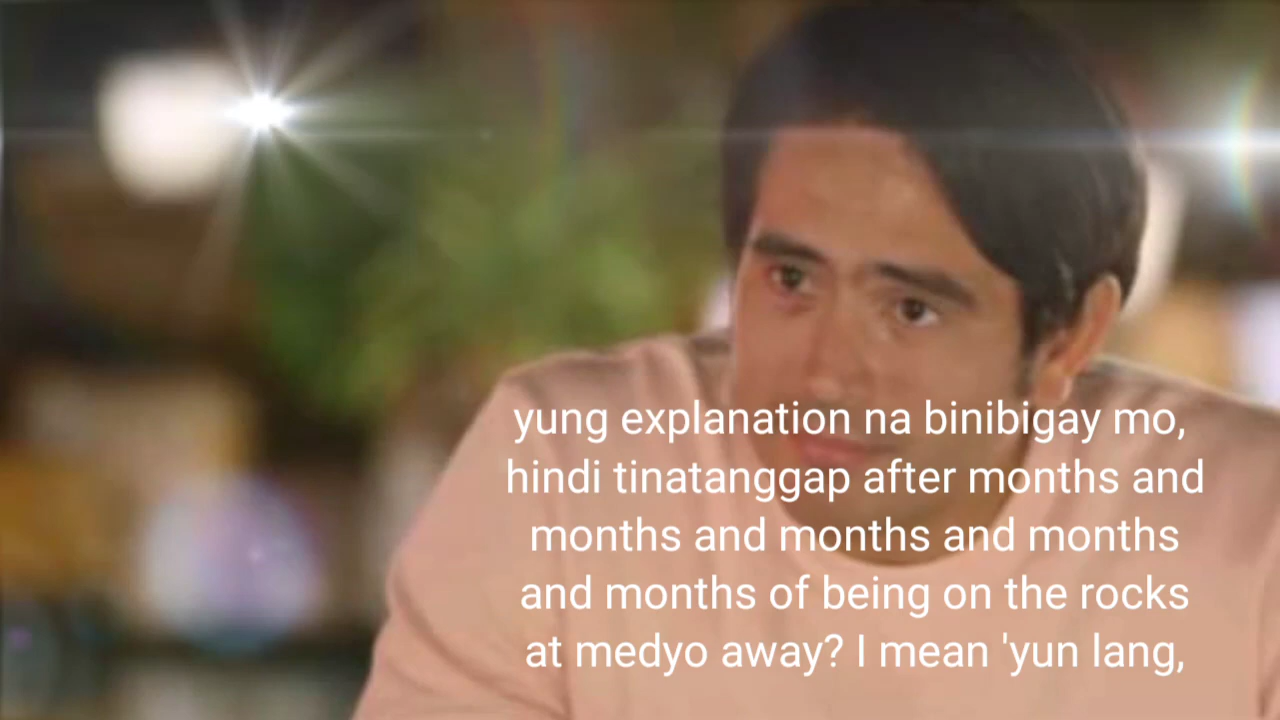 yung explanation na binibigay mo,
hindi tinatanggap after months and
months and months and months
and months of being on the rocks
at medyo away? I mean 'yun lang,